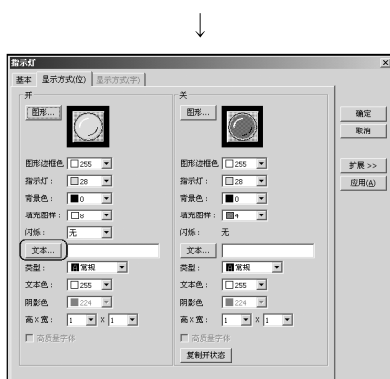 ↓
指示灯
基本 显示方式(位) 显示方式(字)
开
图形...
图形边框色 255
指示灯： 28
背景色： 0
填充图样： 8
闪烁： 无
文本...
类型： 常规
文本色： 255
阴影色 224
高X宽： 1 X 1
高质量字体
关
图形...
图形边框色 255
指示灯： 28
背景色： 0
填充图样： 4
闪烁： 无
文本...
类型： 常规
文本色： 255
阴影色 224
高X宽： 1 X 1
高质量字体
复制开状态
确定
取消
扩展 >>
应用(A)